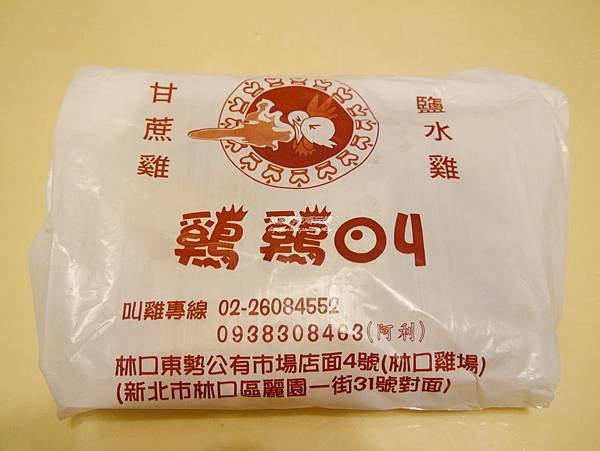 甘蔗雞
鹽水雞
鷄鷄04
叫雞專線 02-26084552
0938308463(阿利)
林口東勢公有市場店面4號(林口雞場)
(新北市林口區麗園一街31號對面)